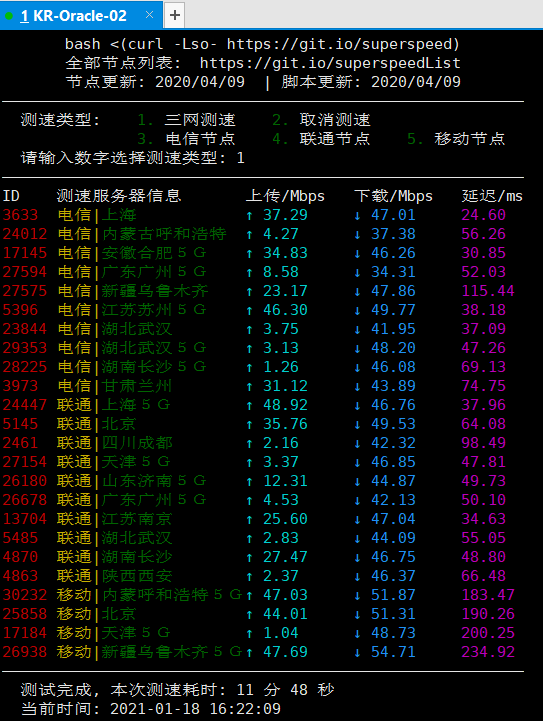 1 KR-Oracle-02 × +
bash <(curl -Lso- https://git.io/superspeed)
全部节点列表: https://git.io/superspeedList
节点更新: 2020/04/09 | 脚本更新: 2020/04/09
测速类型: 1. 三网测速 2. 取消测速
3. 电信节点 4. 联通节点 5. 移动节点
请输入数字选择测速类型: 1
ID 测速服务器信息 上传/Mbps 下载/Mbps 延迟/ms
3633 电信|上海 ↑ 37.29 ↓ 47.01 24.60
24012 电信|内蒙古呼和浩特 ↑ 4.27 ↓ 37.38 56.26
17145 电信|安徽合肥5G ↑ 34.83 ↓ 46.26 30.85
27594 电信|广东广州5G ↑ 8.58 ↓ 34.31 52.03
27575 电信|新疆乌鲁木齐 ↑ 23.17 ↓ 47.86 115.44
5396 电信|江苏苏州5G ↑ 46.30 ↓ 49.77 38.18
23844 电信|湖北武汉 ↑ 3.75 ↓ 41.95 37.09
29353 电信|湖北武汉5G ↑ 3.13 ↓ 48.20 47.26
28225 电信|湖南长沙5G ↑ 1.26 ↓ 46.08 69.13
3973 电信|甘肃兰州 ↑ 31.12 ↓ 43.89 74.75
24447 联通|上海5G ↑ 48.92 ↓ 46.76 37.96
5145 联通|北京 ↑ 35.76 ↓ 49.53 64.08
2461 联通|四川成都 ↑ 2.16 ↓ 42.32 98.49
27154 联通|天津5G ↑ 3.37 ↓ 46.85 47.81
26180 联通|山东济南5G ↑ 12.31 ↓ 44.87 49.73
26678 联通|广东广州5G ↑ 4.53 ↓ 42.13 50.10
13704 联通|江苏南京 ↑ 25.60 ↓ 47.04 34.63
5485 联通|湖北武汉 ↑ 2.83 ↓ 44.09 55.05
4870 联通|湖南长沙 ↑ 27.47 ↓ 46.75 48.80
4863 联通|陕西西安 ↑ 2.37 ↓ 46.37 66.48
30232 移动|内蒙呼和浩特5G ↑ 47.03 ↓ 51.87 183.47
25858 移动|北京 ↑ 44.01 ↓ 51.31 190.26
17184 移动|天津5G ↑ 1.04 ↓ 48.73 200.25
26938 移动|新疆乌鲁木齐5G ↑ 47.69 ↓ 54.71 234.92
测试完成, 本次测速耗时: 11 分 48 秒
当前时间: 2021-01-18 16:22:09